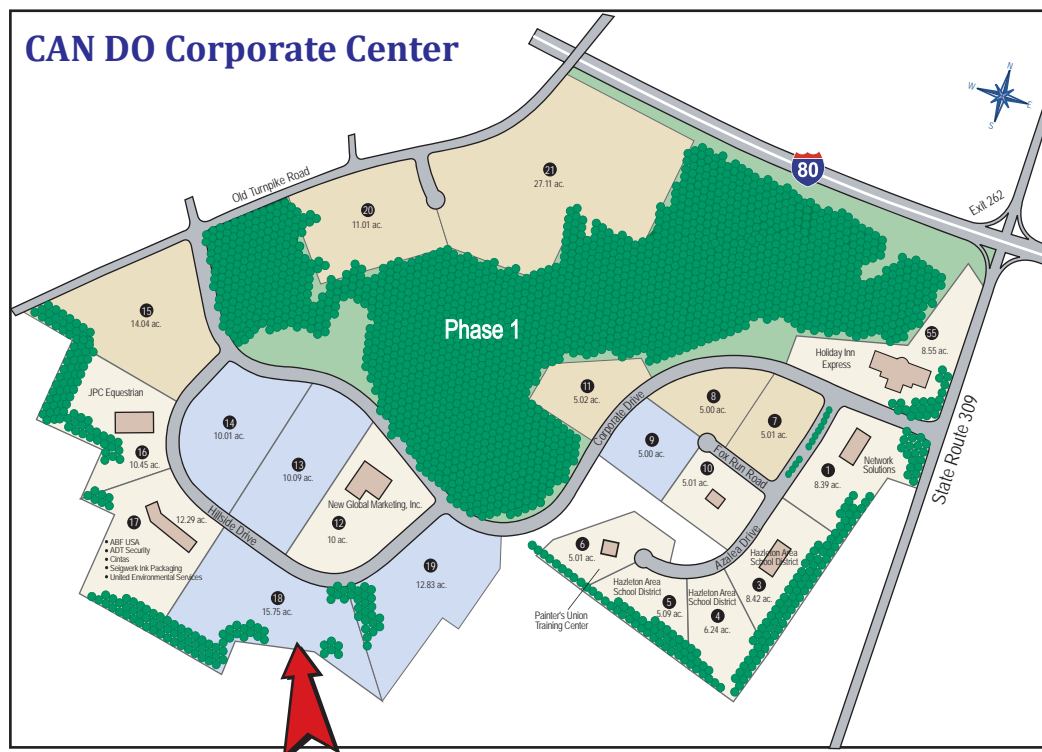 CAN DO Corporate Center
N
W
E
S
80
Exit 262
Old Turnpike Road
21
27.11 ac.
20
11.01 ac.
15
14.04 ac.
Phase 1
55
8.55 ac.
Holiday Inn
Express
State Route 309
JPC Equestrian
16
10.45 ac.
14
10.01 ac.
13
10.09 ac.
11
5.02 ac.
Corporate Drive
8
5.00 ac.
7
5.01 ac.
9
5.00 ac.
Fox Run Road
10
5.01 ac.
1
8.39 ac.
Network
Solutions
New Global Marketing, Inc.
12
10 ac.
Hillside Drive
17
12.29 ac.
• ABF USA
• ADT Security
• Cintas
• Seigwerk Ink Packaging
• United Environmental Services
18
15.75 ac.
19
12.83 ac.
Azalea Drive
6
5.01 ac.
Painter's Union
Training Center
Hazleton Area
School District
5
5.09 ac.
Hazleton Area
School District
4
6.24 ac.
Hazleton Area
School District
3
8.42 ac.